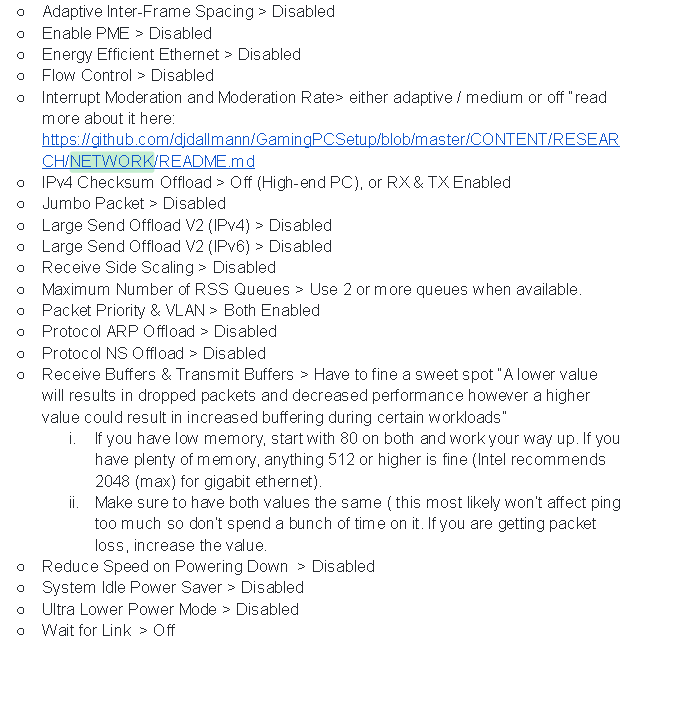 ○ Adaptive Inter-Frame Spacing > Disabled
○ Enable PME > Disabled
○ Energy Efficient Ethernet > Disabled
○ Flow Control > Disabled
○ Interrupt Moderation and Moderation Rate> either adaptive / medium or off “read
more about it here:
https://github.com/djdallmann/GamingPCSetup/blob/master/CONTENT/RESEAR
CH/NETWORK/README.md
○ IPv4 Checksum Offload > Off (High-end PC), or RX & TX Enabled
○ Jumbo Packet > Disabled
○ Large Send Offload V2 (IPv4) > Disabled
○ Large Send Offload V2 (IPv6) > Disabled
○ Receive Side Scaling > Disabled
○ Maximum Number of RSS Queues > Use 2 or more queues when available.
○ Packet Priority & VLAN > Both Enabled
○ Protocol ARP Offload > Disabled
○ Protocol NS Offload > Disabled
○ Receive Buffers & Transmit Buffers > Have to fine a sweet spot “A lower value
will results in dropped packets and decreased performance however a higher
value could result in increased buffering during certain workloads”
i. If you have low memory, start with 80 on both and work your way up. If you
have plenty of memory, anything 512 or higher is fine (Intel recommends
2048 (max) for gigabit ethernet).
ii. Make sure to have both values the same ( this most likely won’t affect ping
too much so don’t spend a bunch of time on it. If you are getting packet
loss, increase the value.
○ Reduce Speed on Powering Down > Disabled
○ System Idle Power Saver > Disabled
○ Ultra Lower Power Mode > Disabled
○ Wait for Link > Off